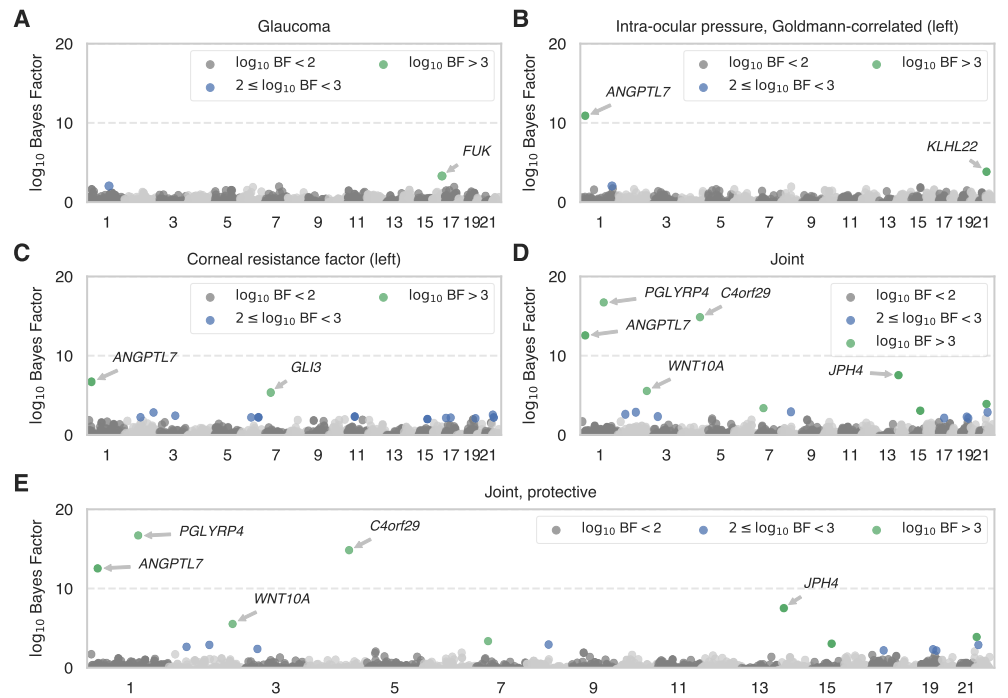 A
Glaucoma
20
10
0
log10 Bayes Factor
log10 BF < 2
2 ≤ log10 BF < 3
log10 BF > 3
FUK
1 3 5 7 9 11 13 15 17 19 21
B
Intra-ocular pressure, Goldmann-correlated (left)
20
10
0
log10 Bayes Factor
log10 BF < 2
2 ≤ log10 BF < 3
log10 BF > 3
ANGPTL7
KLHL22
1 3 5 7 9 11 13 15 17 19 21
C
Corneal resistance factor (left)
20
10
0
log10 Bayes Factor
log10 BF < 2
2 ≤ log10 BF < 3
log10 BF > 3
ANGPTL7
GLI3
1 3 5 7 9 11 13 15 17 19 21
D
Joint
20
10
0
log10 Bayes Factor
log10 BF < 2
2 ≤ log10 BF < 3
log10 BF > 3
PGLYRP4
C4orf29
ANGPTL7
WNT10A
JPH4
1 3 5 7 9 11 13 15 17 19 21
E
Joint, protective
20
10
0
log10 Bayes Factor
log10 BF < 2
2 ≤ log10 BF < 3
log10 BF > 3
PGLYRP4
C4orf29
ANGPTL7
WNT10A
JPH4
1 3 5 7 9 11 13 15 17 19 21